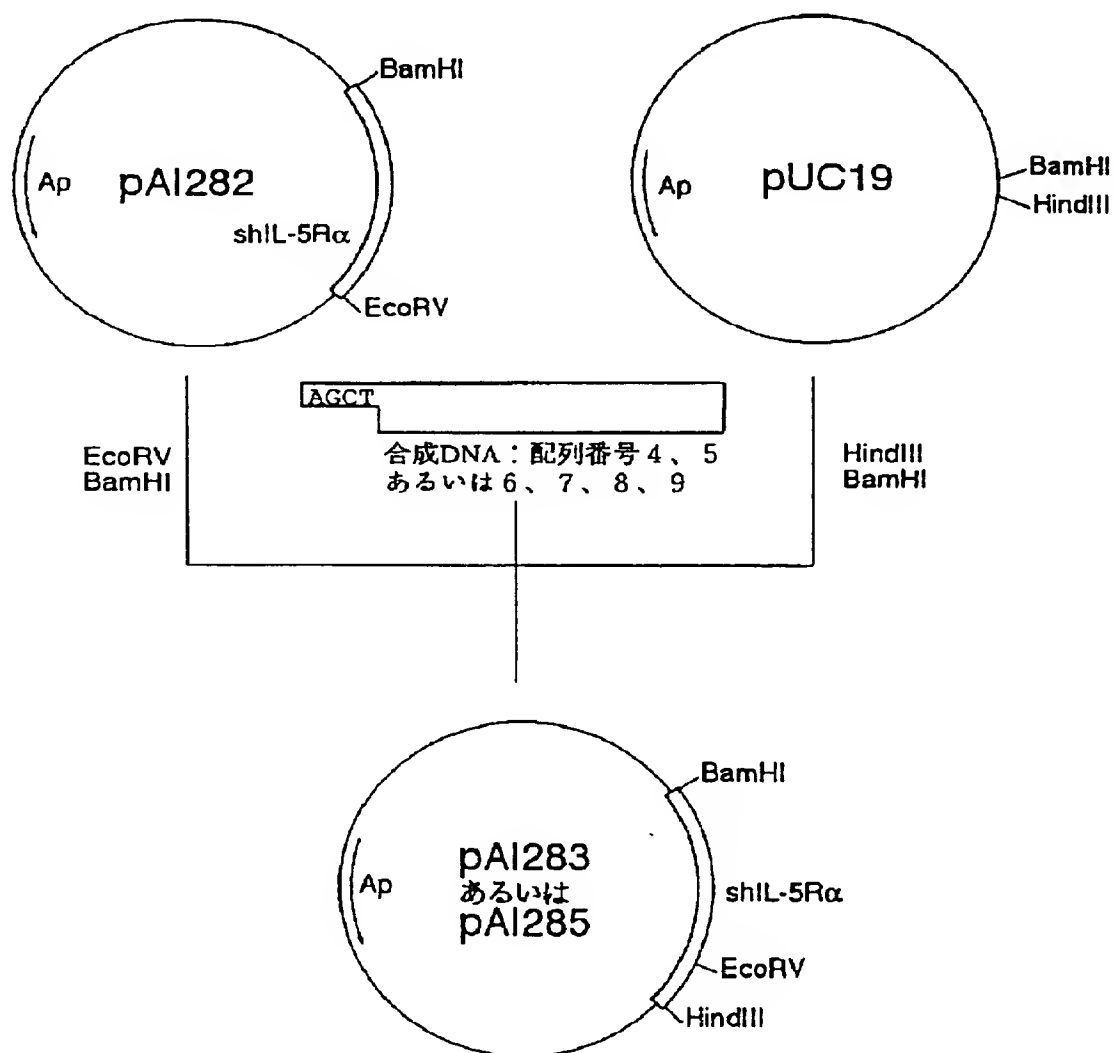 BamHI
Ap
pAI282
shIL-5Rα
EcoRV
Ap
pUC19
BamHI
HindIII
EcoRV
BamHI
AGCT
合成DNA：配列番号4、5
あるいは6、7、8、9
HindIII
BamHI
BamHI
Ap
pAI283
あるいは
pAI285
shIL-5Rα
EcoRV
HindIII